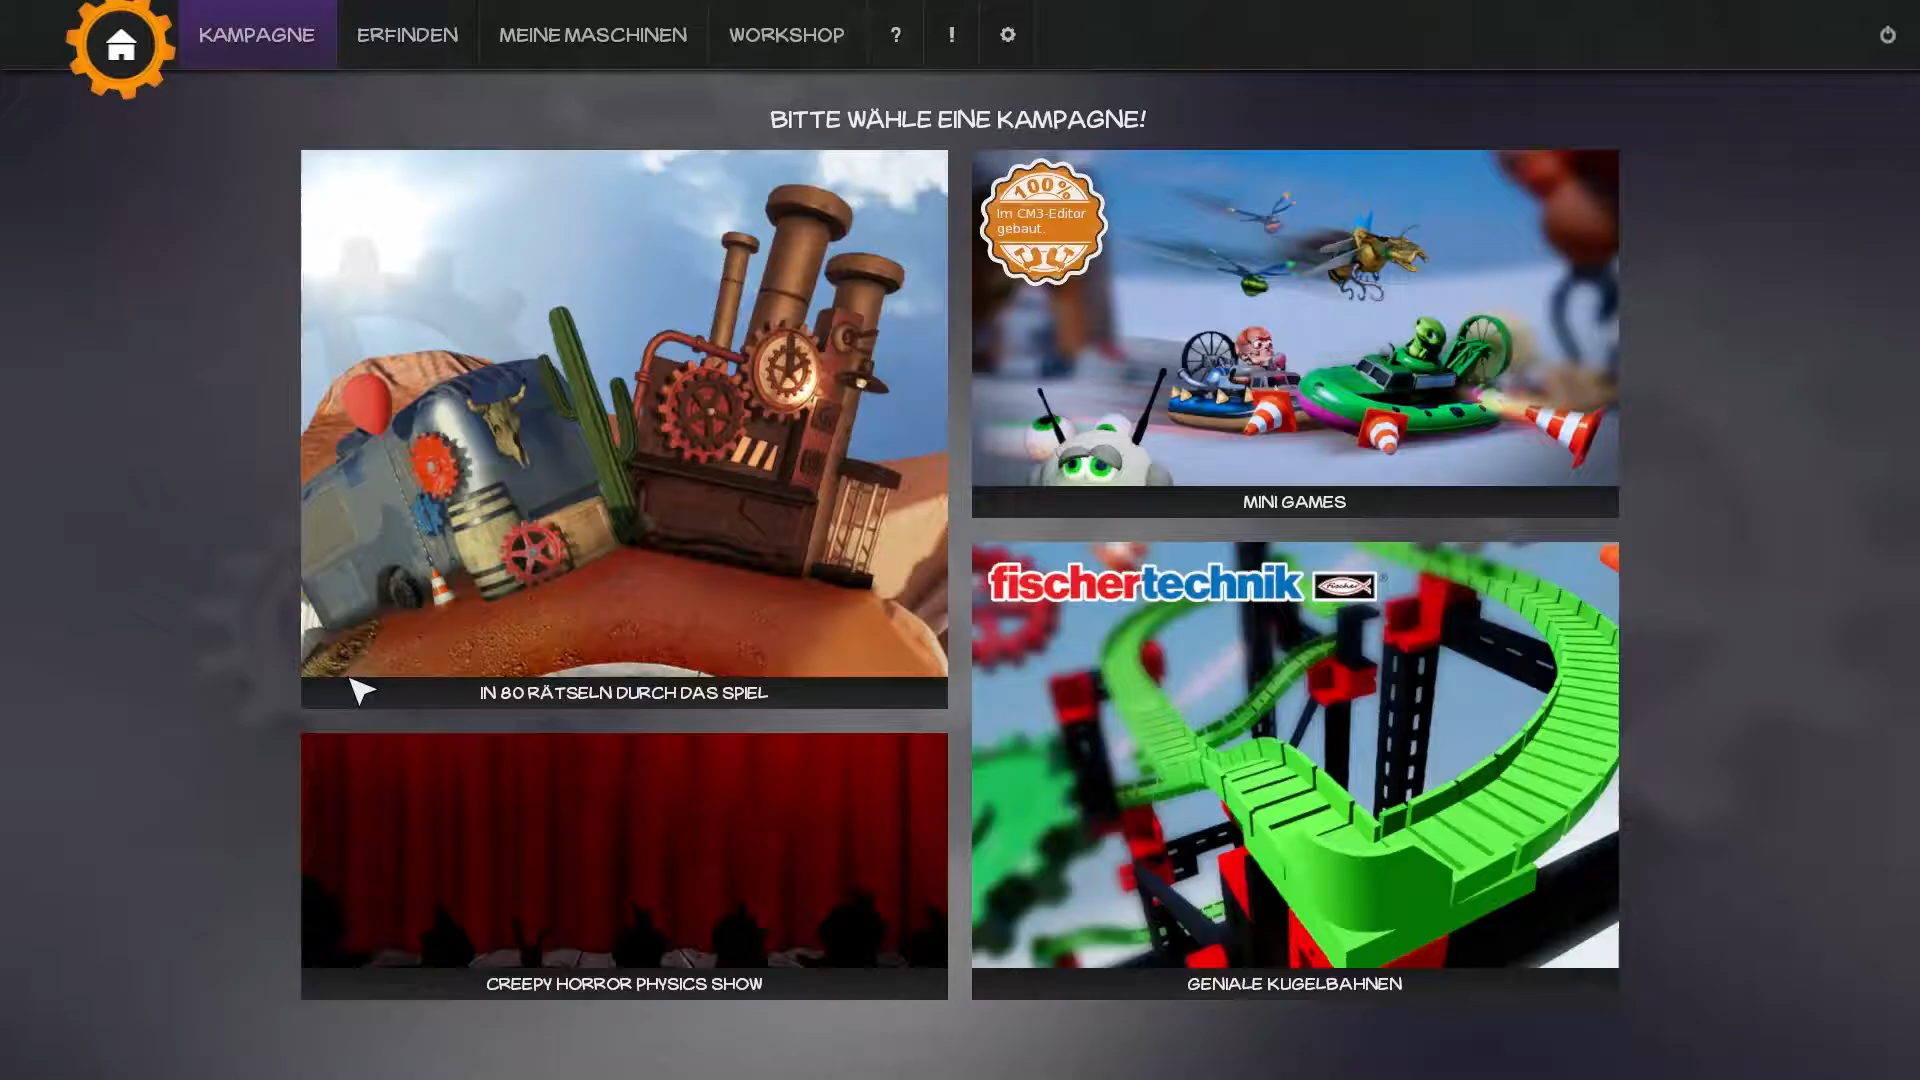 KAMPAGNE
ERFINDEN
MEINE MASCHINEN
WORKSHOP
?
!
BITTE WÄHLE EINE KAMPAGNE!
100%
Im CM3-Editor
gebaut.
IN 80 RÄTSELN DURCH DAS SPIEL
MINI GAMES
fischertechnik fischer ®
CREEPY HORROR PHYSICS SHOW
GENIALE KUGELBAHNEN